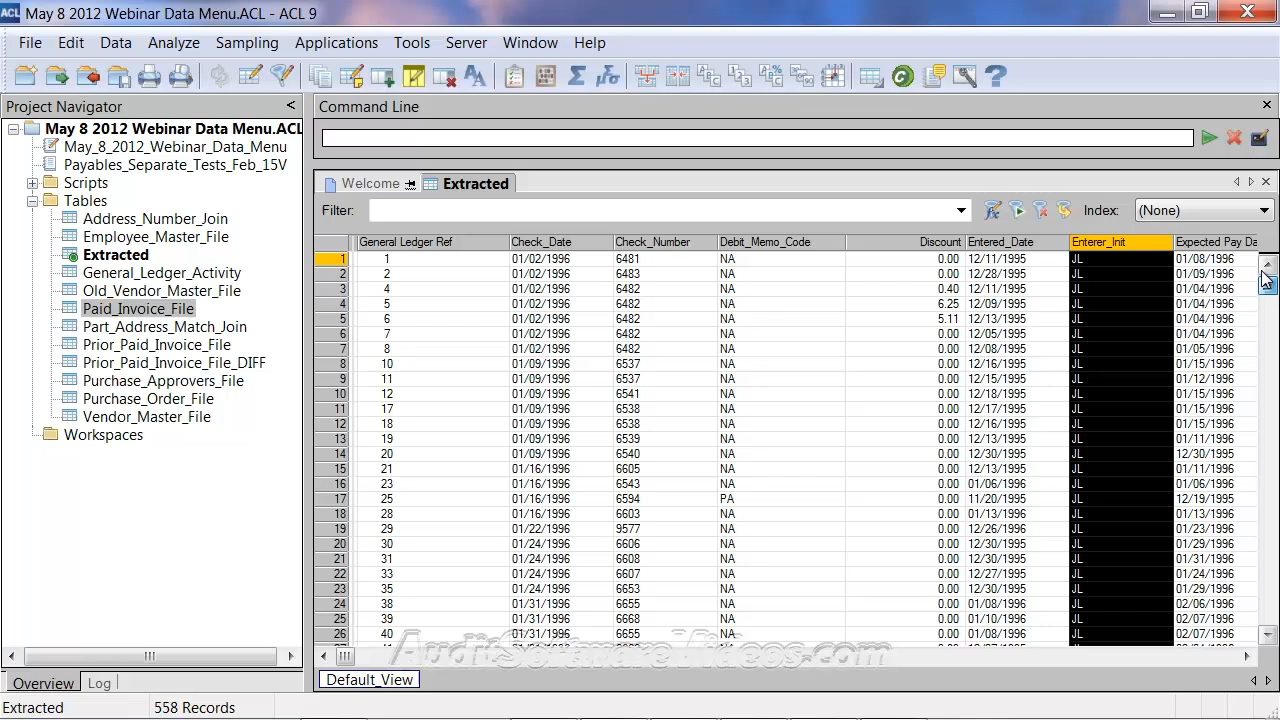 ACL May 8 2012 Webinar Data Menu.ACL - ACL 9
File Edit Data Analyze Sampling Applications Tools Server Window Help
Project Navigator <
Command Line
May 8 2012 Webinar Data Menu.ACL
May_8_2012_Webinar_Data_Menu
Payables_Separate_Tests_Feb_15V
Scripts
Tables
Address_Number_Join
Employee_Master_File
Extracted
General_Ledger_Activity
Old_Vendor_Master_File
Paid_Invoice_File
Part_Address_Match_Join
Prior_Paid_Invoice_File
Prior_Paid_Invoice_File_DIFF
Purchase_Approvers_File
Purchase_Order_File
Vendor_Master_File
Workspaces
Overview Log
Welcome Extracted
Filter: Index: (None)
General Ledger Ref Check_Date Check_Number Debit_Memo_Code Discount Entered_Date Enterer_Init Expected Pay Da
1 1 01/02/1996 6481 NA 0.00 12/11/1995 JL 01/08/1996
2 2 01/02/1996 6483 NA 0.00 12/28/1995 JL 01/09/1996
3 4 01/02/1996 6482 NA 0.40 12/11/1995 JL 01/04/1996
4 5 01/02/1996 6482 NA 6.25 12/09/1995 JL 01/04/1996
5 6 01/02/1996 6482 NA 5.11 12/13/1995 JL 01/04/1996
6 7 01/02/1996 6482 NA 0.00 12/05/1995 JL 01/04/1996
7 8 01/02/1996 6482 NA 0.00 12/08/1995 JL 01/05/1996
8 10 01/09/1996 6537 NA 0.00 12/16/1995 JL 01/15/1996
9 11 01/09/1996 6537 NA 0.00 12/15/1995 JL 01/12/1996
10 12 01/09/1996 6541 NA 0.00 12/18/1995 JL 01/15/1996
11 17 01/09/1996 6538 NA 0.00 12/17/1995 JL 01/15/1996
12 18 01/09/1996 6538 NA 0.00 12/16/1995 JL 01/15/1996
13 19 01/09/1996 6539 NA 0.00 12/13/1995 JL 01/11/1996
14 20 01/09/1996 6540 NA 0.00 12/30/1995 JL 12/30/1995
15 21 01/16/1996 6605 NA 0.00 12/13/1995 JL 01/11/1996
16 23 01/16/1996 6543 NA 0.00 01/06/1996 JL 01/06/1996
17 25 01/16/1996 6594 PA 0.00 11/20/1995 JL 12/19/1995
18 28 01/16/1996 6603 NA 0.00 01/13/1996 JL 01/13/1996
19 29 01/22/1996 9577 NA 0.00 12/26/1995 JL 01/23/1996
20 30 01/24/1996 6606 NA 0.00 12/30/1995 JL 01/29/1996
21 31 01/24/1996 6608 NA 0.00 12/30/1995 JL 01/31/1996
22 33 01/24/1996 6607 NA 0.00 12/27/1995 JL 01/24/1996
23 35 01/24/1996 6653 NA 0.00 12/30/1995 JL 01/29/1996
24 38 01/31/1996 6655 NA 0.00 01/08/1996 JL 02/06/1996
25 39 01/31/1996 6668 NA 0.00 01/10/1996 JL 02/07/1996
26 40 01/31/1996 6655 NA 0.00 01/08/1996 JL 02/07/1996
AuditSoftwareVideos.com
Default_View
Extracted 558 Records